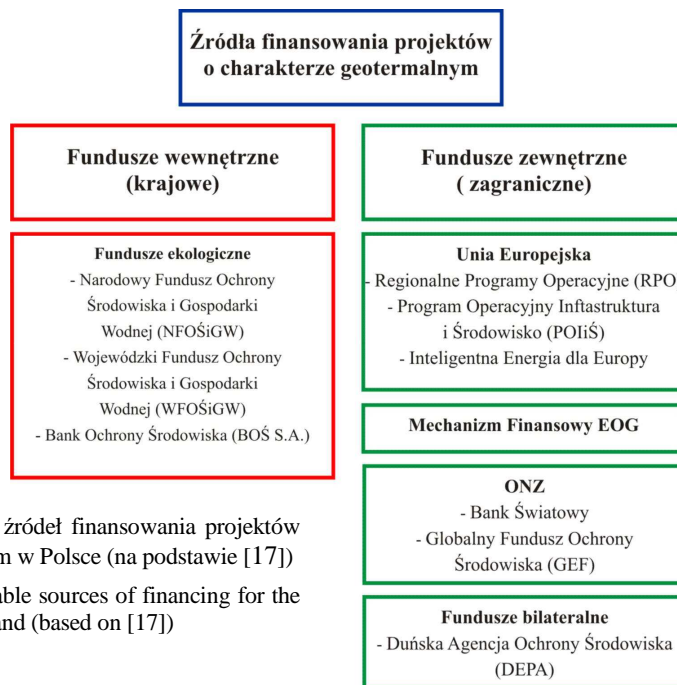 Źródła finansowania projektów
o charakterze geotermalnym
Fundusze wewnętrzne
(krajowe)
Fundusze ekologiczne
- Narodowy Fundusz Ochrony
Środowiska i Gospodarki
Wodnej (NFOŚiGW)
- Wojewódzki Fundusz Ochrony
Środowiska i Gospodarki
Wodnej (WFOŚiGW)
- Bank Ochrony Środowiska (BOŚ S.A.)
źródeł finansowania projektów
m w Polsce (na podstawie [17])
able sources of financing for the
and (based on [17])
Fundusze zewnętrzne
( zagraniczne)
Unia Europejska
- Regionalne Programy Operacyjne (RPO
- Program Operacyjny Inftastruktura
i Środowisko (POIiŚ)
- Inteligentna Energia dla Europy
Mechanizm Finansowy EOG
ONZ
- Bank Światowy
- Globalny Fundusz Ochrony
Środowiska (GEF)
Fundusze bilateralne
- Duńska Agencja Ochrony Środowiska
(DEPA)